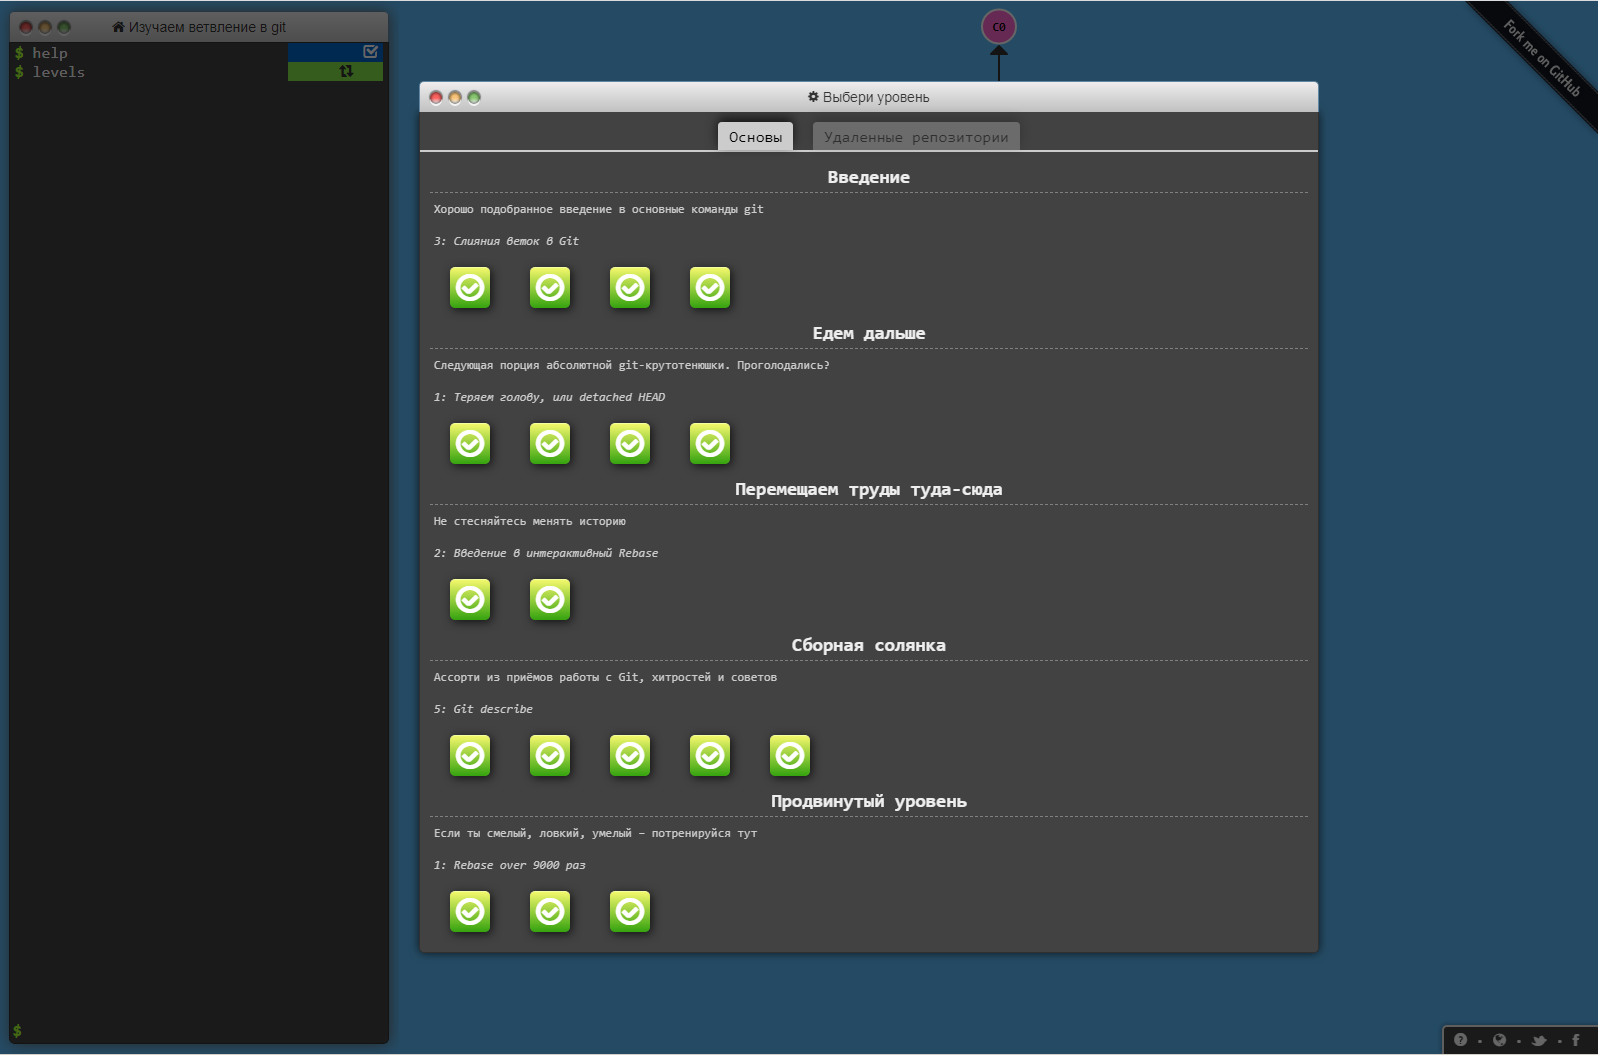 Изучаем ветвление в git
$ help
$ levels
$
C0
Fork me on GitHub
Выбери уровень
Основы
Удаленные репозитории
Введение
Хорошо подобранное введение в основные команды git
3: Слияния веток в Git
Едем дальше
Следующая порция абсолютной git-крутотенюшки. Проголодались?
1: Теряем голову, или detached HEAD
Перемещаем труды туда-сюда
Не стесняйтесь менять историю
2: Введение в интерактивный Rebase
Сборная солянка
Ассорти из приёмов работы с Git, хитростей и советов
5: Git describe
Продвинутый уровень
Если ты смелый, ловкий, умелый – потренируйся тут
1: Rebase over 9000 раз